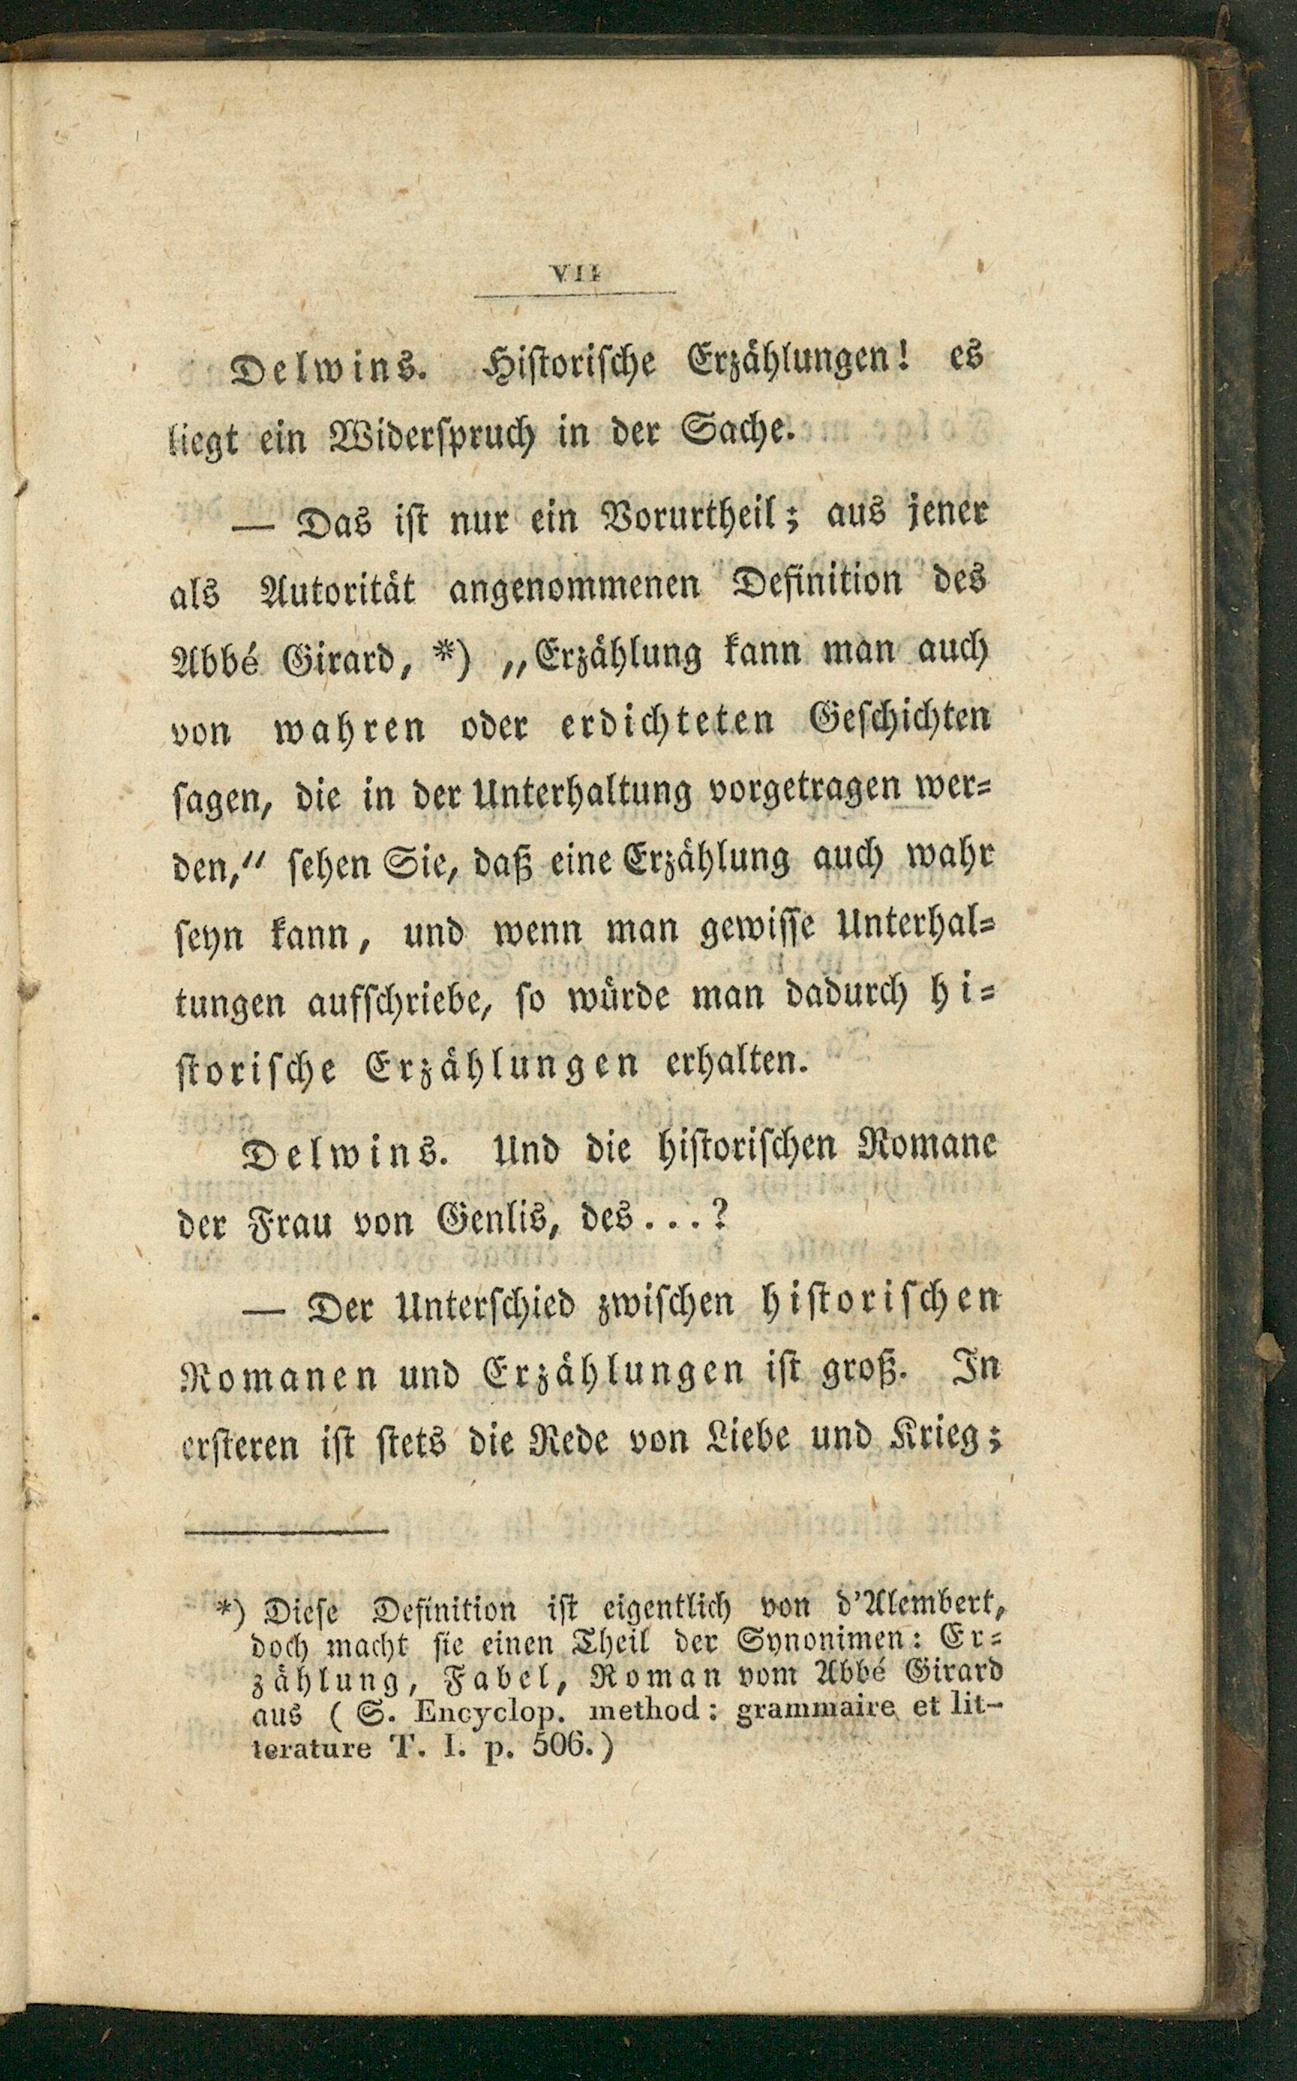 VII
Delwins. Historische Erzählungen! es
liegt ein Widerspruch in der Sache.
— Das ist nur ein Vorurtheil; aus jener
als Autorität angenommenen Definition des
Abbé Girard, *) „Erzählung kann man auch
von wahren oder erdichteten Geschichten
sagen, die in der Unterhaltung vorgetragen wer-
den,“ sehen Sie, daß eine Erzählung auch wahr
seyn kann, und wenn man gewisse Unterhal-
tungen aufschriebe, so würde man dadurch hi-
storische Erzählungen erhalten.
Delwins. Und die historischen Romane
der Frau von Genlis, des...?
— Der Unterschied zwischen historischen
Romanen und Erzählungen ist groß. In
ersteren ist stets die Rede von Liebe und Krieg;
*) Diese Definition ist eigentlich von d'Alembert,
doch macht sie einen Theil der Synonimen: Er-
zählung, Fabel, Roman vom Abbé Girard
aus (S. Encyclop. method: grammaire et lit-
terature T. I. p. 506.)